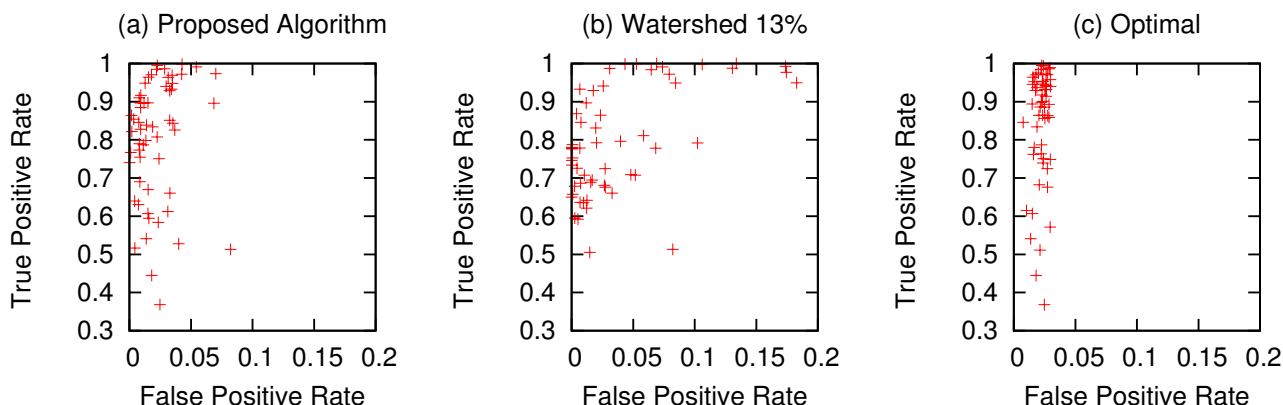 (a) Proposed Algorithm
True Positive Rate
1
0.9
0.8
0.7
0.6
0.5
0.4
0.3
0 0.05 0.1 0.15 0.2
False Positive Rate
(b) Watershed 13%
True Positive Rate
1
0.9
0.8
0.7
0.6
0.5
0.4
0.3
0 0.05 0.1 0.15 0.2
False Positive Rate
(c) Optimal
True Positive Rate
1
0.9
0.8
0.7
0.6
0.5
0.4
0.3
0 0.05 0.1 0.15 0.2
False Positive Rate